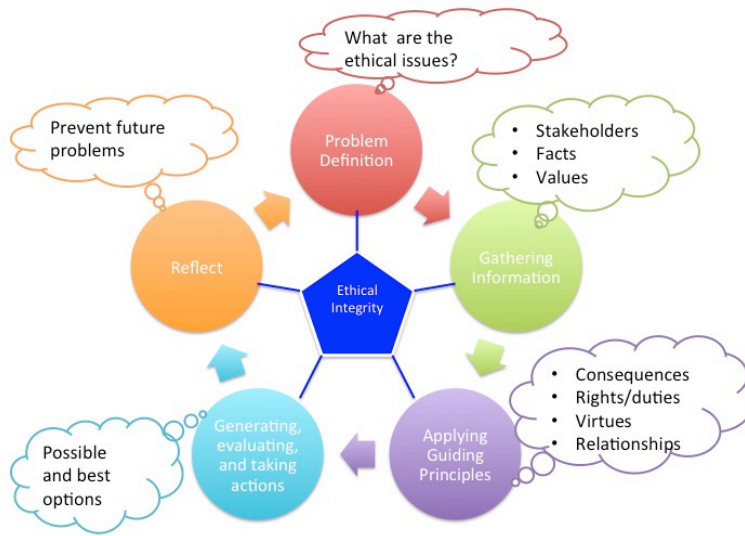 What are the
ethical issues?
Problem
Definition
• Stakeholders
• Facts
• Values
Gathering
Information
• Consequences
• Rights/duties
• Virtues
• Relationships
Applying
Guiding
Principles
Generating,
evaluating,
and taking
actions
Possible
and best
options
Reflect
Prevent future
problems
Ethical
Integrity